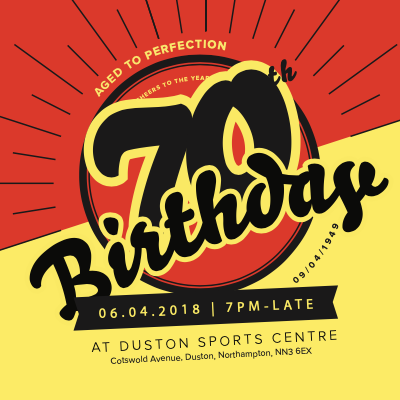 AGED TO PERFECTION
CHEERS TO THE YEARS
70th
Birthday
09/04/1949
06.04.2018 | 7PM-LATE
AT DUSTON SPORTS CENTRE
Cotswold Avenue, Duston, Northampton, NN3 6EX